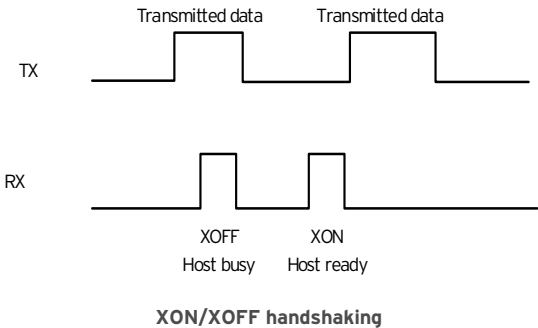 Transmitted data Transmitted data
TX
RX
XOFF XON
Host busy Host ready
XON/XOFF handshaking